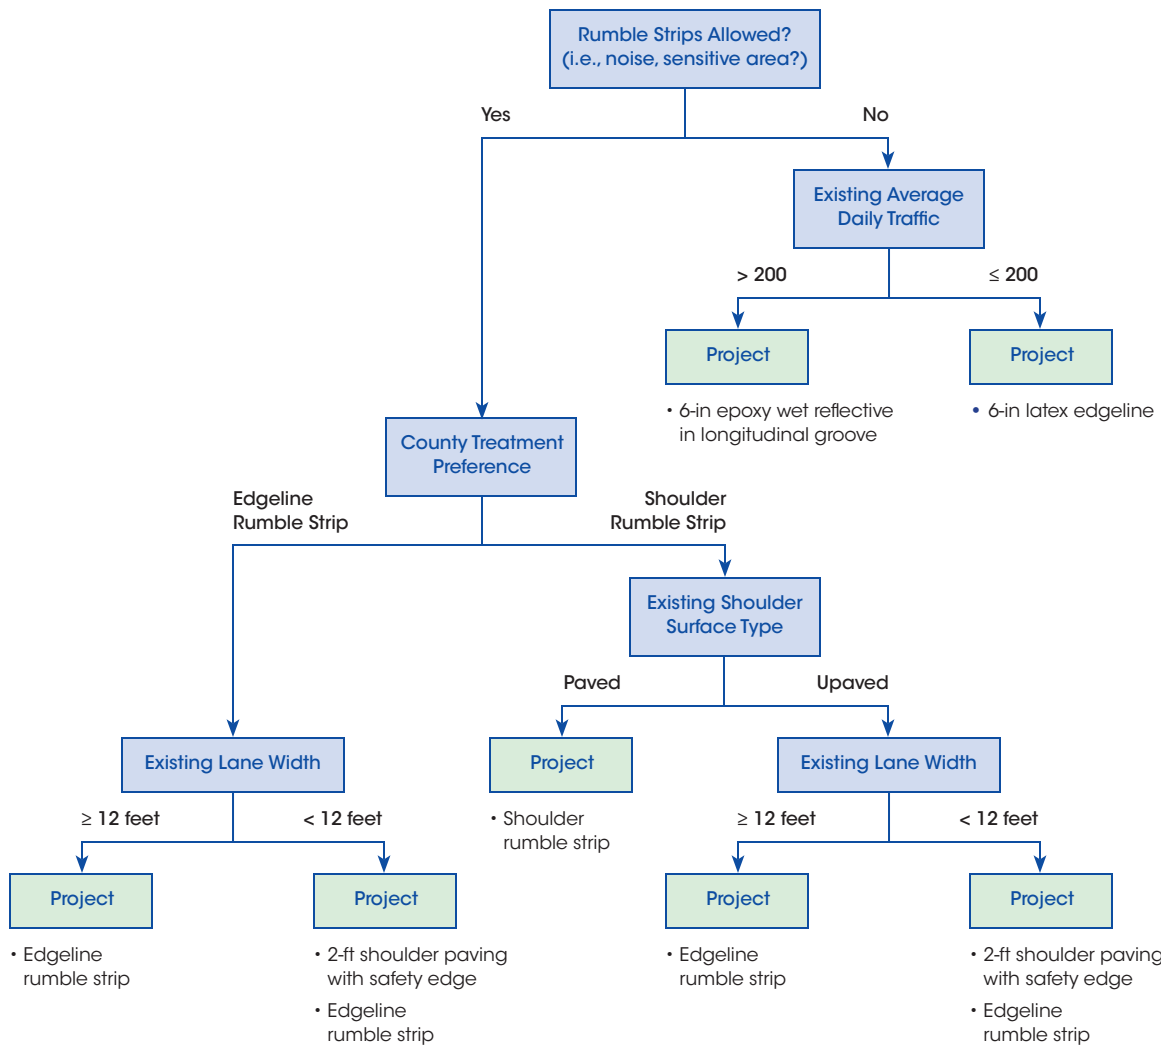 Rumble Strips Allowed?
(i.e., noise, sensitive area?)
Yes
No
Existing Average
Daily Traffic
> 200
≤ 200
Project
Project
• 6-in epoxy wet reflective
in longitudinal groove
• 6-in latex edgeline
County Treatment
Preference
Edgeline
Rumble Strip
Shoulder
Rumble Strip
Existing Shoulder
Surface Type
Paved
Upaved
Existing Lane Width
Project
Existing Lane Width
≥ 12 feet
< 12 feet
• Shoulder
rumble strip
≥ 12 feet
< 12 feet
Project
Project
Project
Project
• Edgeline
rumble strip
• 2-ft shoulder paving
with safety edge
• Edgeline
rumble strip
• Edgeline
rumble strip
• 2-ft shoulder paving
with safety edge
• Edgeline
rumble strip